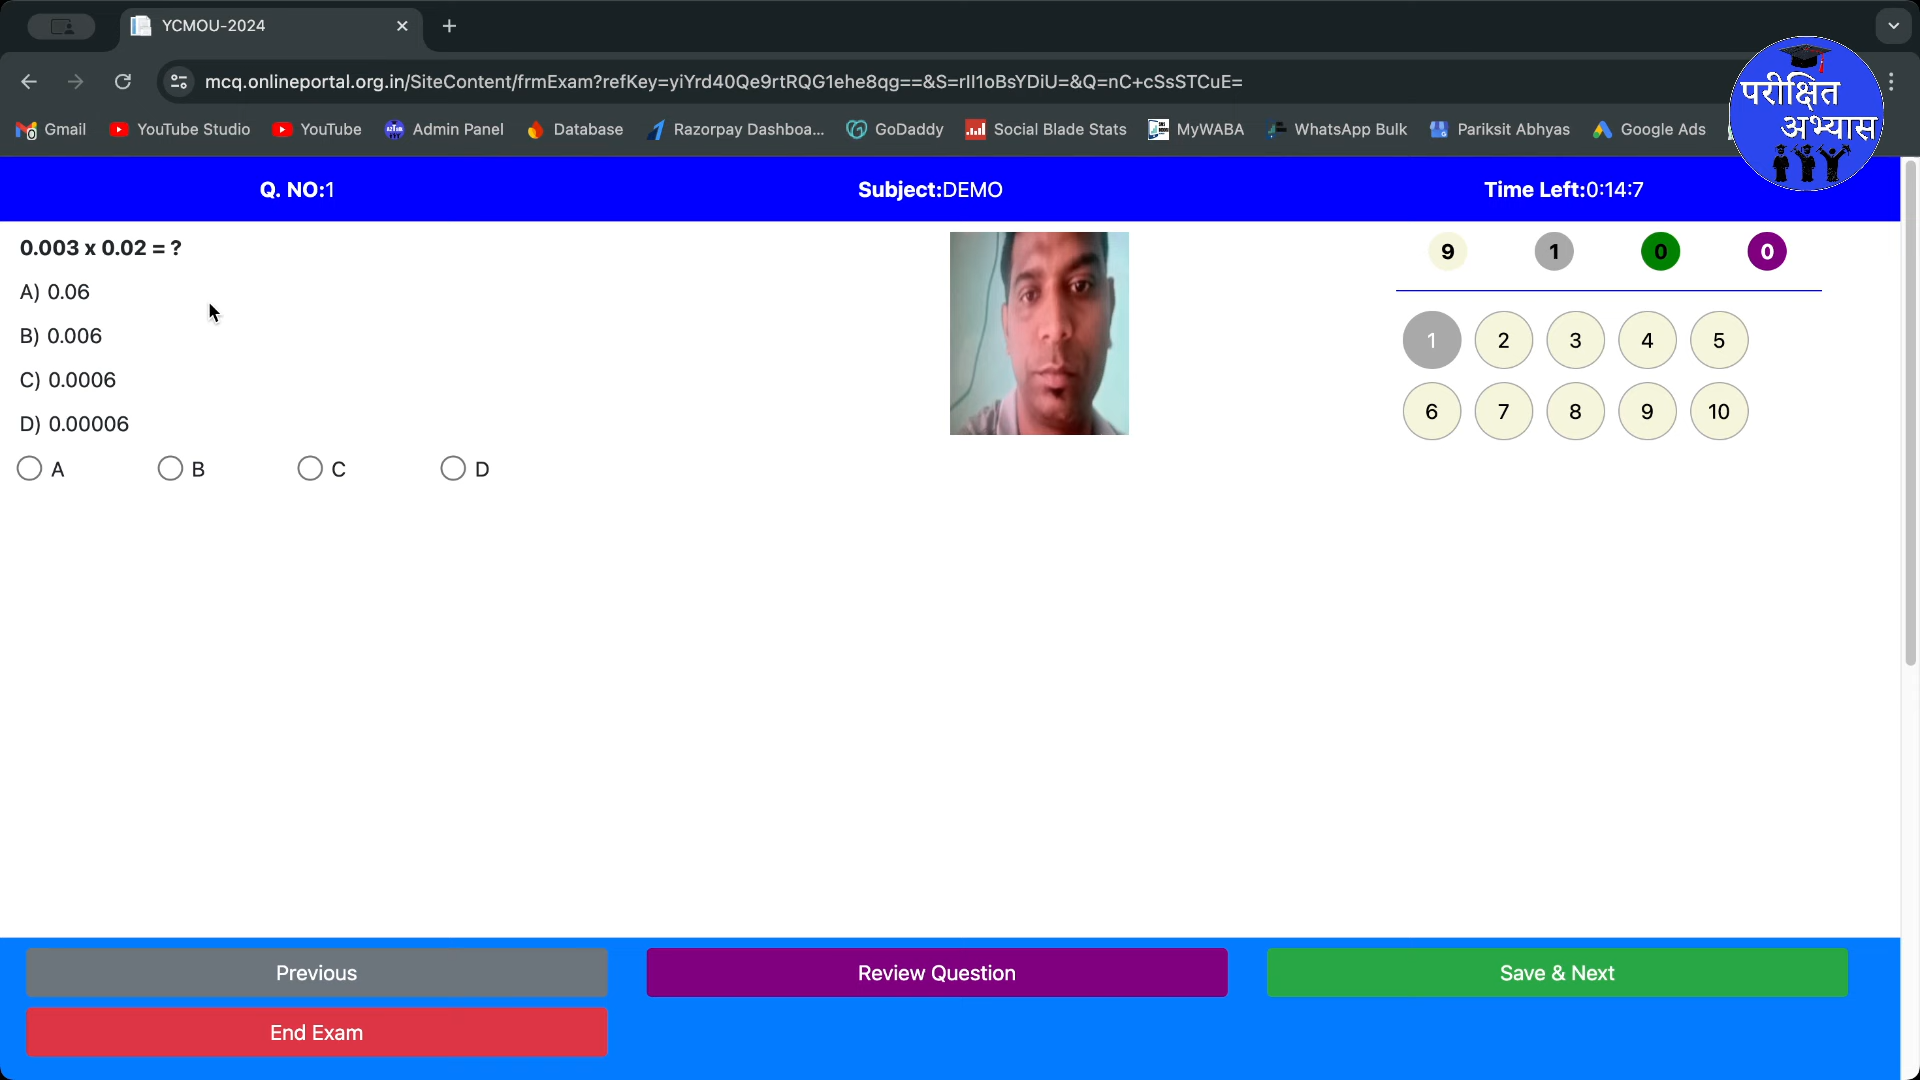 YCMOU-2024
mcq.onlineportal.org.in/SiteContent/frmExam?refKey=yiYrd40Qe9rtRQG1ehe8qg==&S=rII1oBsYDiU=&Q=nC+cSsSTCuE=
Gmail YouTube Studio YouTube Admin Panel Database Razorpay Dashboa... GoDaddy Social Blade Stats MyWABA WhatsApp Bulk Pariksit Abhyas Google Ads
परीक्षित
अभ्यास
Q. NO:1 Subject:DEMO Time Left:0:14:7
0.003 x 0.02 = ?
A) 0.06
B) 0.006
C) 0.0006
D) 0.00006
A B C D
9 1 0 0
1 2 3 4 5
6 7 8 9 10
Previous Review Question Save & Next
End Exam